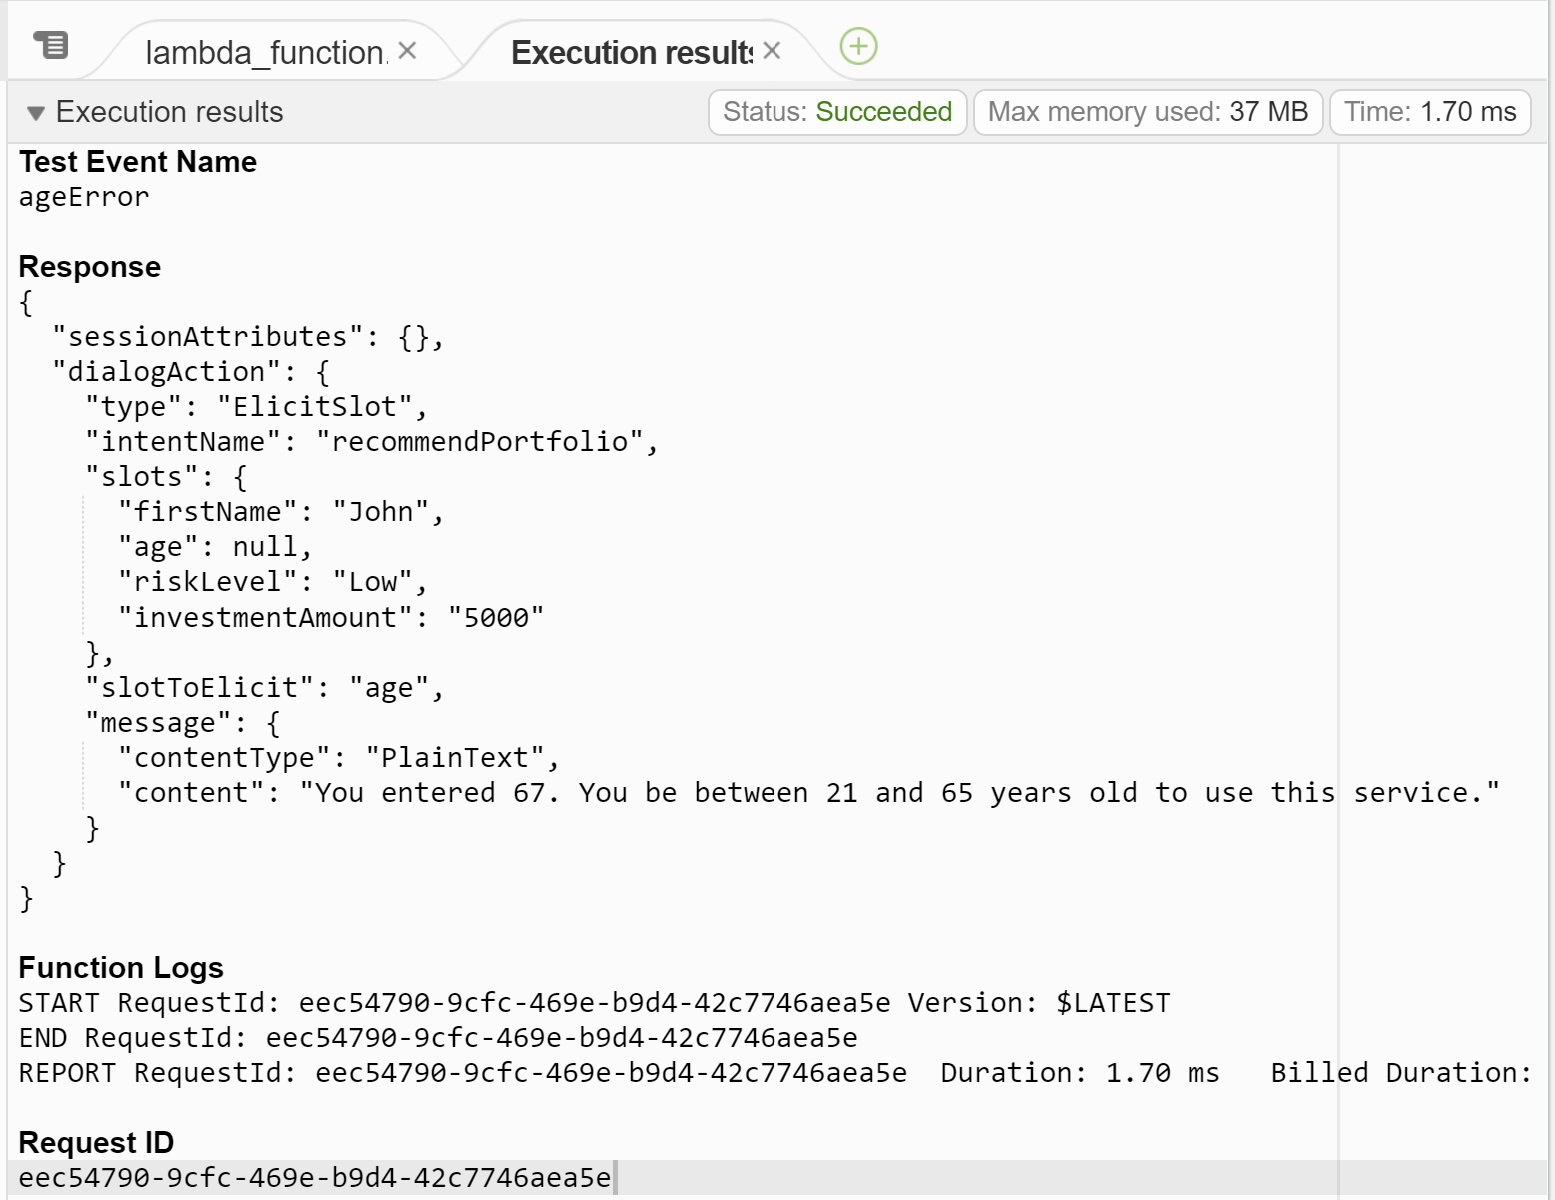 lambda_function. Execution results
Execution results Status: Succeeded Max memory used: 37 MB Time: 1.70 ms
Test Event Name
ageError
Response
{
  "sessionAttributes": {},
  "dialogAction": {
    "type": "ElicitSlot",
    "intentName": "recommendPortfolio",
    "slots": {
      "firstName": "John",
      "age": null,
      "riskLevel": "Low",
      "investmentAmount": "5000"
    },
    "slotToElicit": "age",
    "message": {
      "contentType": "PlainText",
      "content": "You entered 67. You be between 21 and 65 years old to use this service."
    }
  }
}
Function Logs
START RequestId: eec54790-9cfc-469e-b9d4-42c7746aea5e Version: $LATEST
END RequestId: eec54790-9cfc-469e-b9d4-42c7746aea5e
REPORT RequestId: eec54790-9cfc-469e-b9d4-42c7746aea5e  Duration: 1.70 ms   Billed Duration:
Request ID
eec54790-9cfc-469e-b9d4-42c7746aea5e